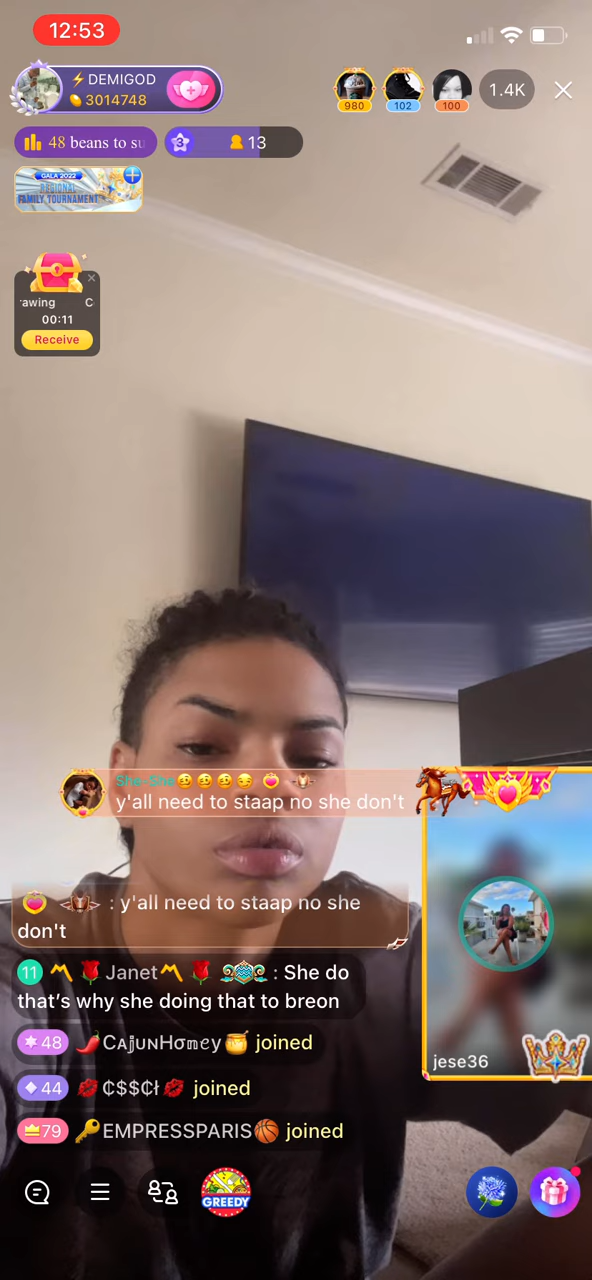 12:53
⚡DEMIGOD
3014748
980
102
100
1.4K
48 beans to su
3
13
GALA 2022
REGIONAL
FAMILY TOURNAMENT
rawing C
00:11
Receive
She-She🥴🥴🥴😏
y'all need to staap no she don't
: y'all need to staap no she
don't
11 〽️🌹Janet〽️🌹 : She do
that's why she doing that to breon
48 🌶️CᴀʝᴜɴHσოеy🍯 joined
44 💋₵$$₵ł💋 joined
79 🔑EMPRESSPARIS🏀 joined
jese36
GREEDY